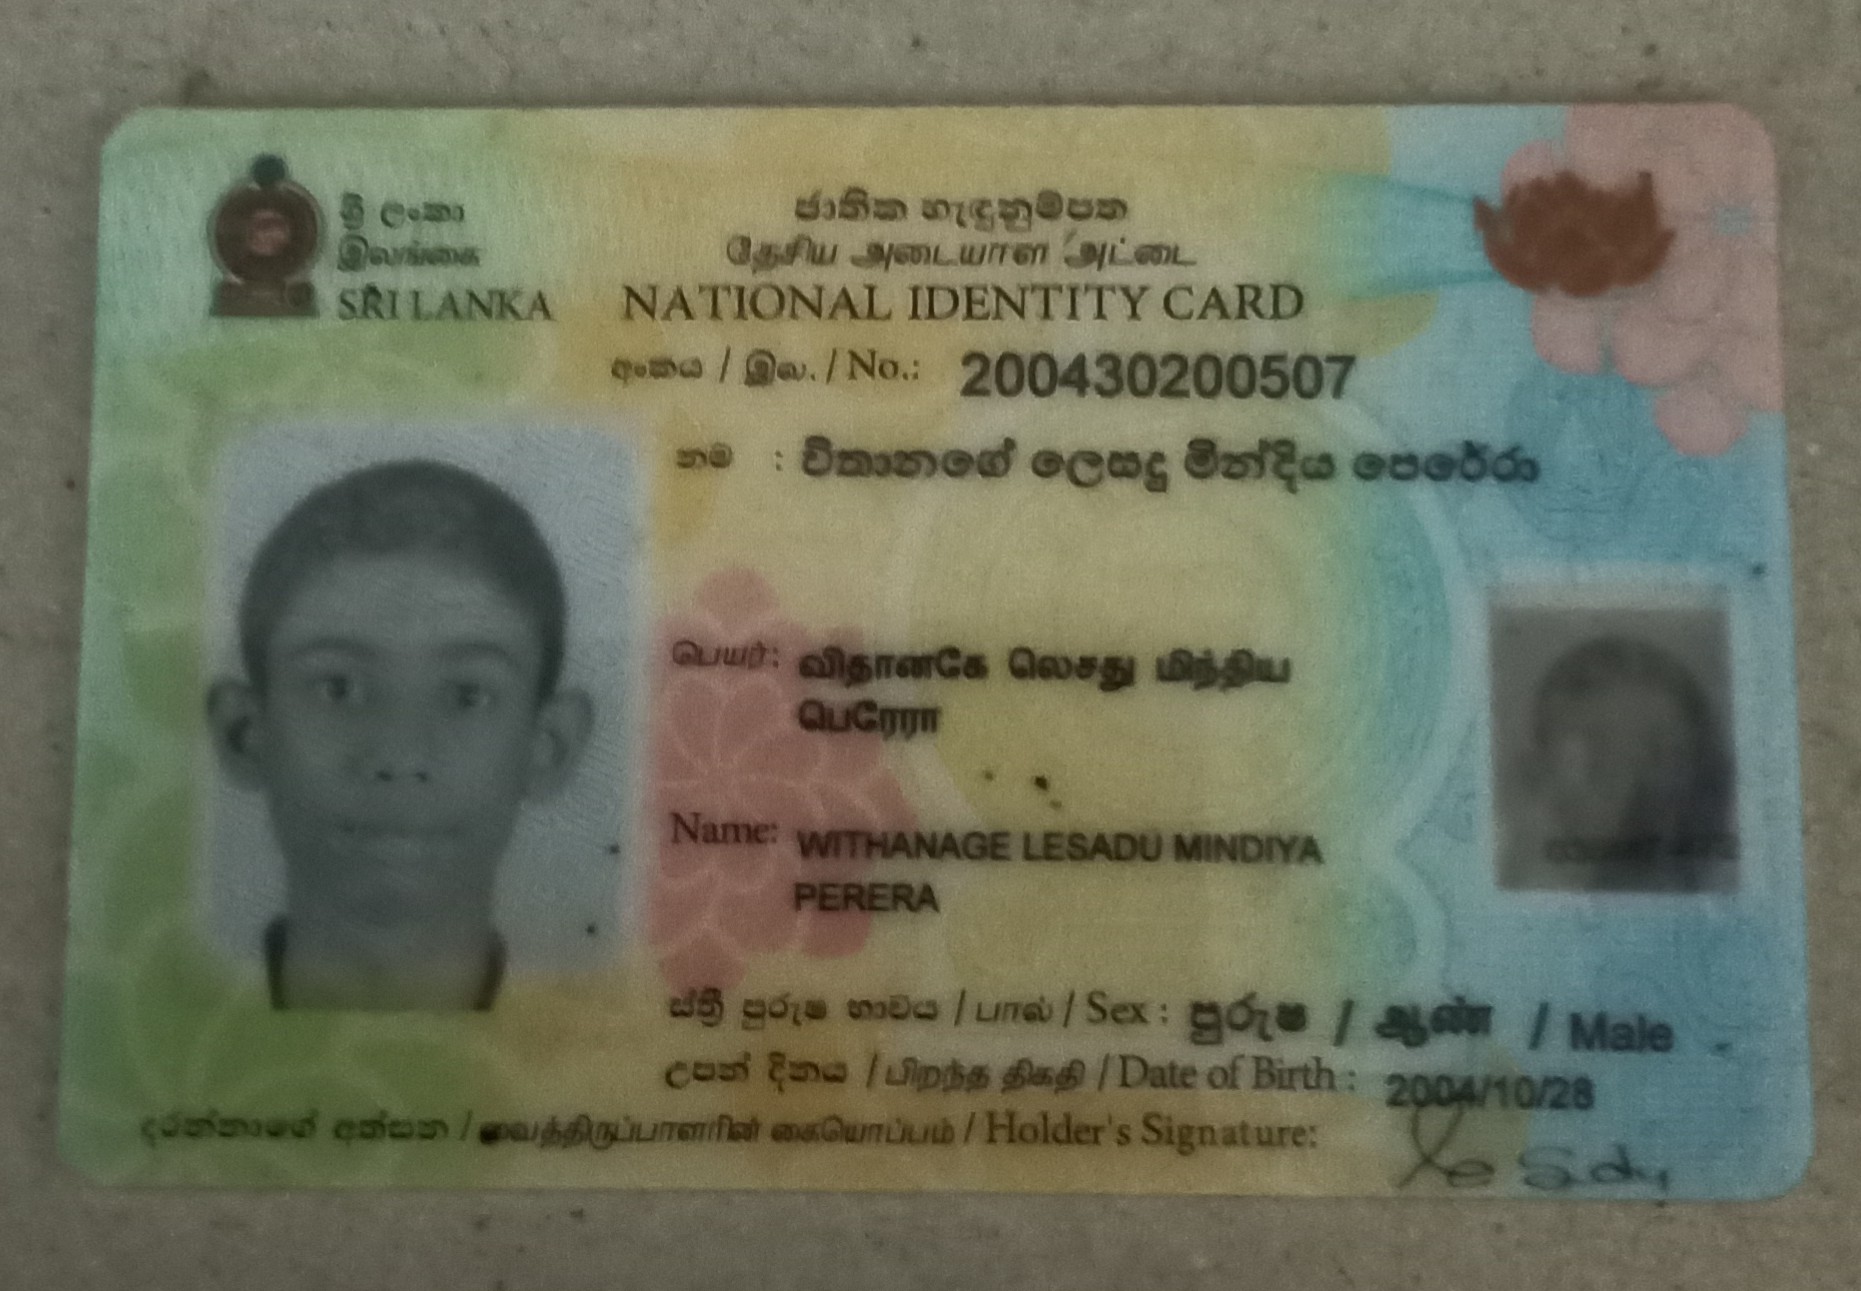 ශ්‍රී ලංකා
இலங்கை
SRI LANKA
ජාතික හැඳුනුම්පත
தேசிய அடையாள அட்டை
NATIONAL IDENTITY CARD
අංකය / இல. / No.: 200430200507
නම : විතානගේ ලෙසදු මින්දිය පෙරේරා
பெயர்: விதானகே லெசது மிந்திய
பெரேரா
Name: WITHANAGE LESADU MINDIYA
PERERA
ස්ත්‍රී පුරුෂ භාවය / பால் / Sex : පුරුෂ / ஆண் / Male
උපන් දිනය / பிறந்த திகதி / Date of Birth : 2004/10/28
දරන්නාගේ අත්සන / வைத்திருப்பாளரின் கையொப்பம் / Holder's Signature:
Lesadu